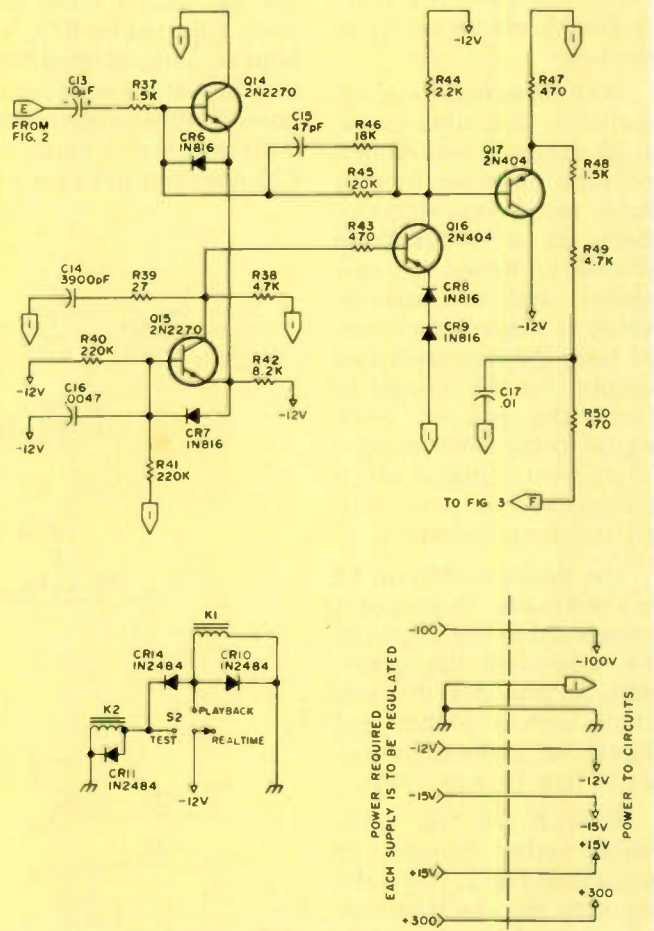 I
I
-12V
C13
10µF
R37
1.5K
Q14
2N2270
R44
2.2K
R47
470
- +
E
FROM
FIG. 2
CR6
1N816
C15
47pF
R46
18K
R45
120K
Q17
2N404
R48
1.5K
R43
470
Q16
2N404
R49
4.7K
C14
3900pF
R39
27
R38
4.7K
CR8
1N816
I
Q15
2N2270
I
CR9
1N816
-12V
R40
220K
R42
8.2K
-12V
C16
.0047
-12V
C17
.01
R50
470
-12V
CR7
1N816
I
R41
220K
TO FIG 3
F
I
K1
CR14
1N2484
CR10
1N2484
K2
S2
PLAYBACK
TEST
REALTIME
CR11
1N2484
-12V
POWER REQUIRED
EACH SUPPLY IS TO BE REGULATED
POWER TO CIRCUITS
-100
-100V
I
-12V
-12V
-15V
-15V
+15V
+15V
+300
+300